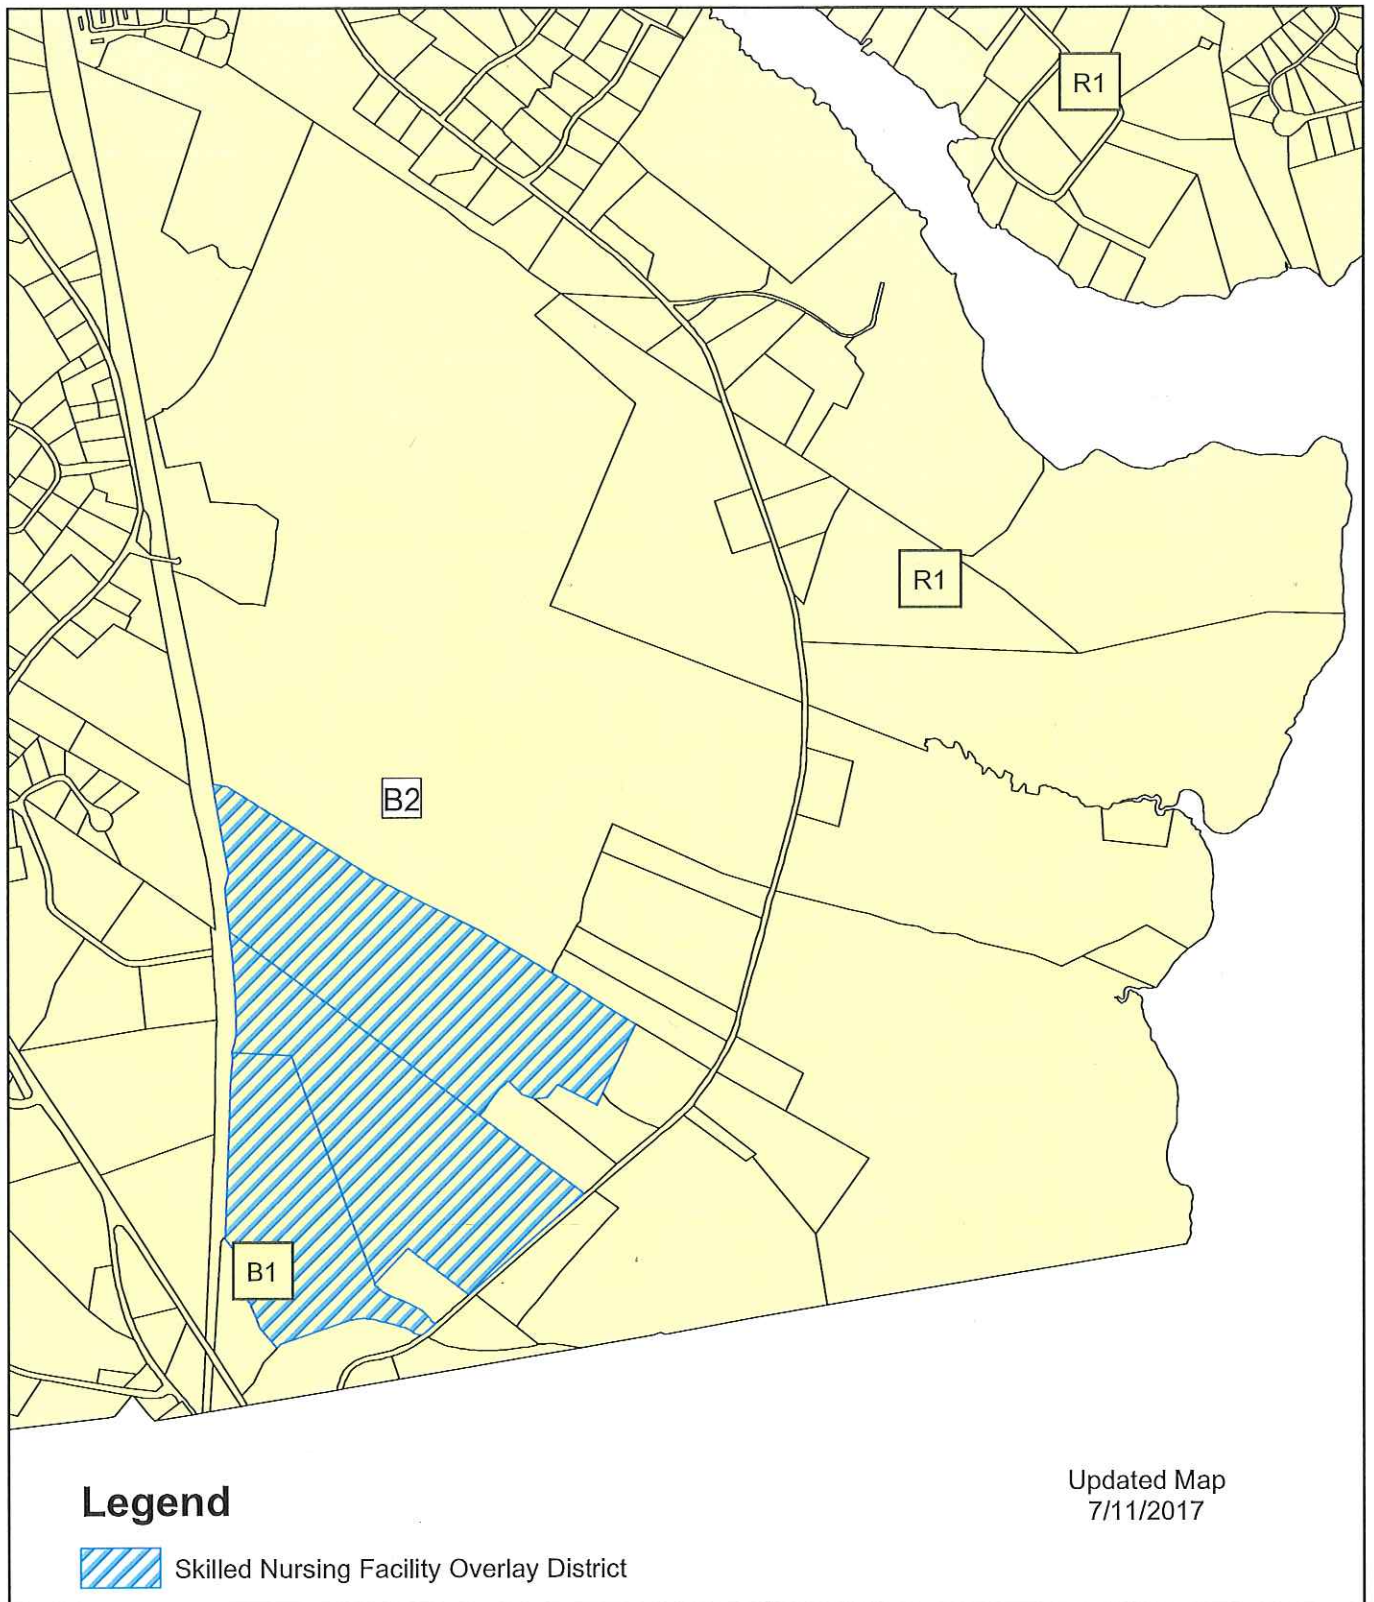 R1
R1
B2
B1
Legend
Updated Map
7/11/2017
Skilled Nursing Facility Overlay District